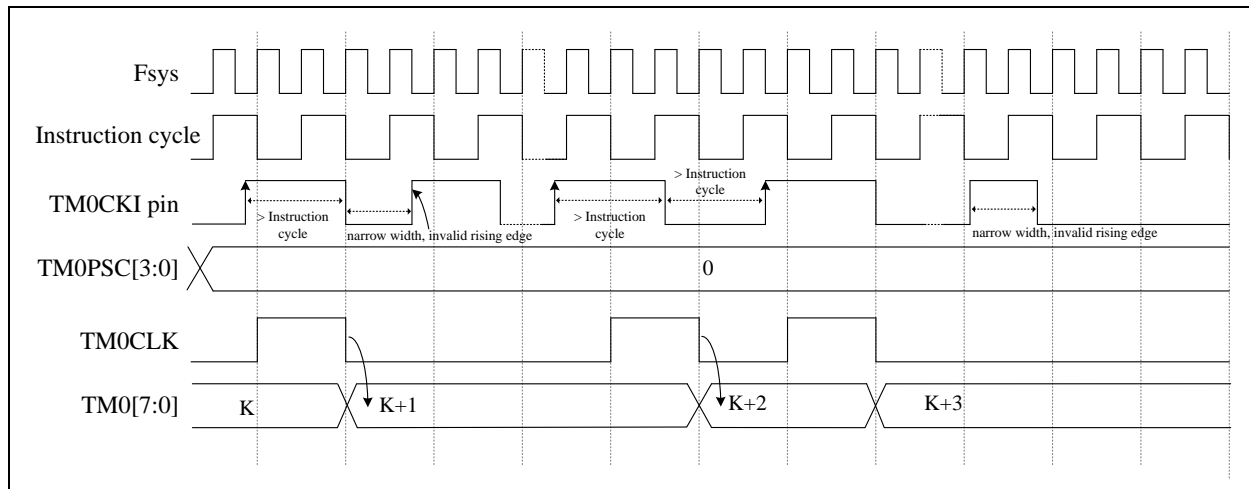 Fsys
Instruction cycle
> Instruction
cycle
TM0CKI pin
> Instruction
cycle
> Instruction
cycle
narrow width, invalid rising edge
narrow width, invalid rising edge
TM0PSC[3:0]
0
TM0CLK
TM0[7:0]
K
K+1
K+2
K+3